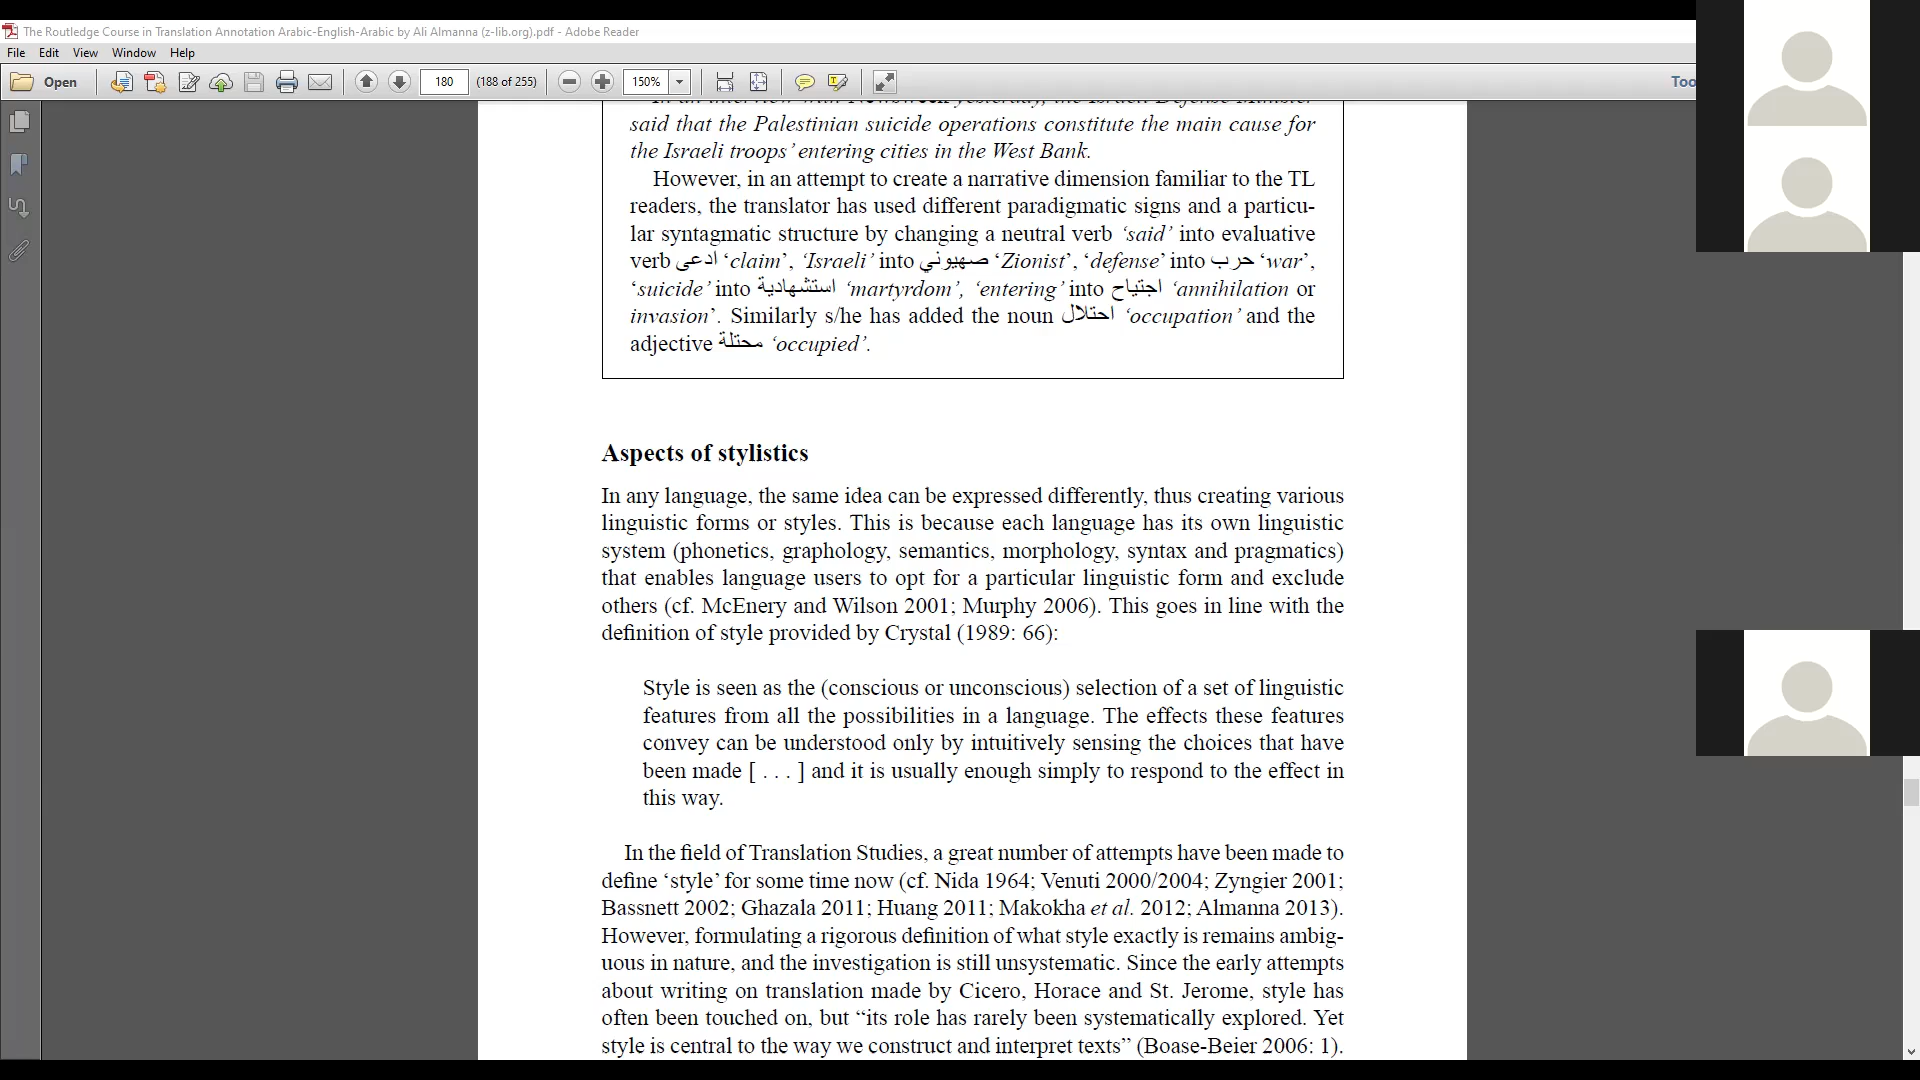 The Routledge Course in Translation Annotation Arabic-English-Arabic by Ali Almanna (z-lib.org).pdf - Adobe Reader
File Edit View Window Help
Open 180 (188 of 255) 150% Too
In an interview with Newsweek yesterday, the Israeli Defense Minister
said that the Palestinian suicide operations constitute the main cause for
the Israeli troops’ entering cities in the West Bank.
However, in an attempt to create a narrative dimension familiar to the TL
readers, the translator has used different paradigmatic signs and a particu-
lar syntagmatic structure by changing a neutral verb ‘said’ into evaluative
verb ادعى ‘claim’, ‘Israeli’ into صهيوني ‘Zionist’, ‘defense’ into حرب ‘war’,
‘suicide’ into استشهادية ‘martyrdom’, ‘entering’ into اجتياح ‘annihilation or
invasion’. Similarly s/he has added the noun احتلال ‘occupation’ and the
adjective محتلة ‘occupied’.
Aspects of stylistics
In any language, the same idea can be expressed differently, thus creating various
linguistic forms or styles. This is because each language has its own linguistic
system (phonetics, graphology, semantics, morphology, syntax and pragmatics)
that enables language users to opt for a particular linguistic form and exclude
others (cf. McEnery and Wilson 2001; Murphy 2006). This goes in line with the
definition of style provided by Crystal (1989: 66):
Style is seen as the (conscious or unconscious) selection of a set of linguistic
features from all the possibilities in a language. The effects these features
convey can be understood only by intuitively sensing the choices that have
been made [ . . . ] and it is usually enough simply to respond to the effect in
this way.
In the field of Translation Studies, a great number of attempts have been made to
define ‘style’ for some time now (cf. Nida 1964; Venuti 2000/2004; Zyngier 2001;
Bassnett 2002; Ghazala 2011; Huang 2011; Makokha et al. 2012; Almanna 2013).
However, formulating a rigorous definition of what style exactly is remains ambig-
uous in nature, and the investigation is still unsystematic. Since the early attempts
about writing on translation made by Cicero, Horace and St. Jerome, style has
often been touched on, but “its role has rarely been systematically explored. Yet
style is central to the way we construct and interpret texts” (Boase-Beier 2006: 1).